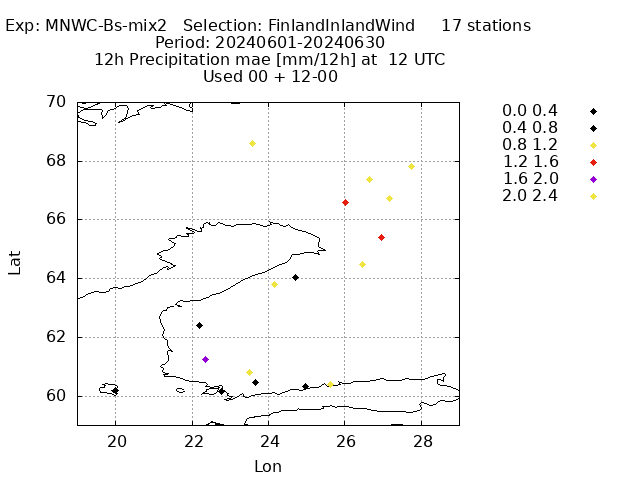 Exp: MNWC-Bs-mix2   Selection: FinlandInlandWind     17 stations
Period: 20240601-20240630
12h Precipitation mae [mm/12h] at  12 UTC
Used 00 + 12-00
0.0 0.4
0.4 0.8
0.8 1.2
1.2 1.6
1.6 2.0
2.0 2.4
70
68
66
64
62
60
Lat
20 22 24 26 28
Lon